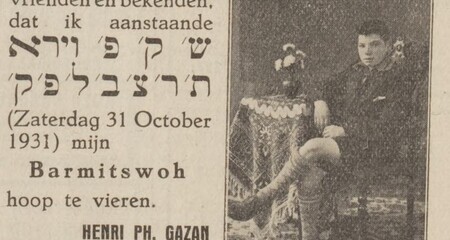 vrienden en bekenden,
dat ik aanstaande
ש׳ ק׳ פ׳ וירא
ת׳ר׳צ׳ב׳ל׳פ׳ק׳
(Zaterdag 31 October
1931) mijn
Barmitswoh
hoop te vieren.
HENRI PH. GAZAN